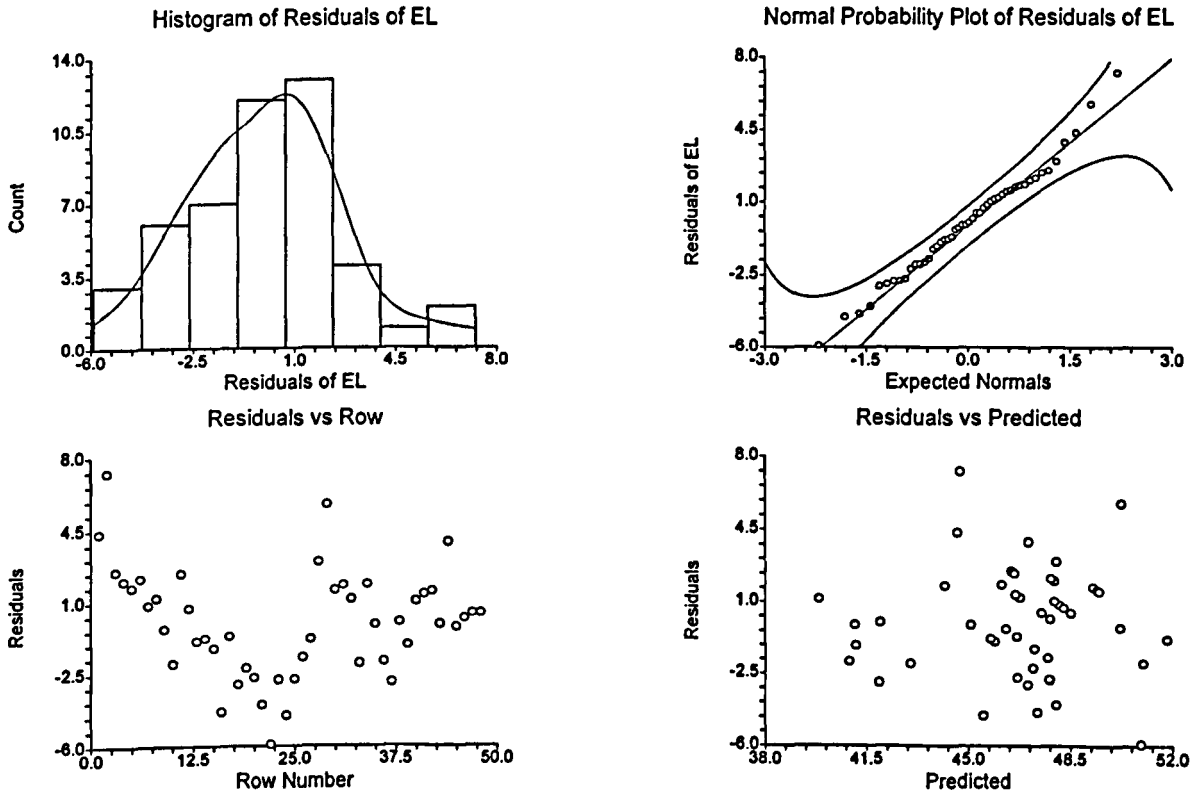 Histogram of Residuals of EL
14.0
10.5
7.0
3.5
0.0
Count
-6.0 -2.5 1.0 4.5 8.0
Residuals of EL
Normal Probability Plot of Residuals of EL
8.0
4.5
1.0
-2.5
-6.0
Residuals of EL
-3.0 -1.5 0.0 1.5 3.0
Expected Normals
Residuals vs Row
8.0
4.5
1.0
-2.5
-6.0
Residuals
0.0 12.5 25.0 37.5 50.0
Row Number
Residuals vs Predicted
8.0
4.5
1.0
-2.5
-6.0
Residuals
38.0 41.5 45.0 48.5 52.0
Predicted